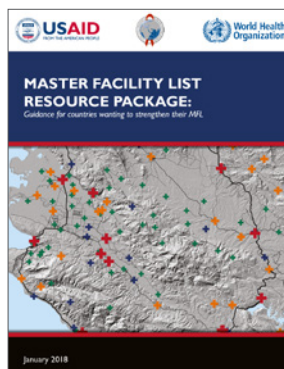 USAID
FROM THE AMERICAN PEOPLE
World Health
Organization
MASTER FACILITY LIST
RESOURCE PACKAGE:
Guidance for countries wanting to strengthen their MFL
January 2018